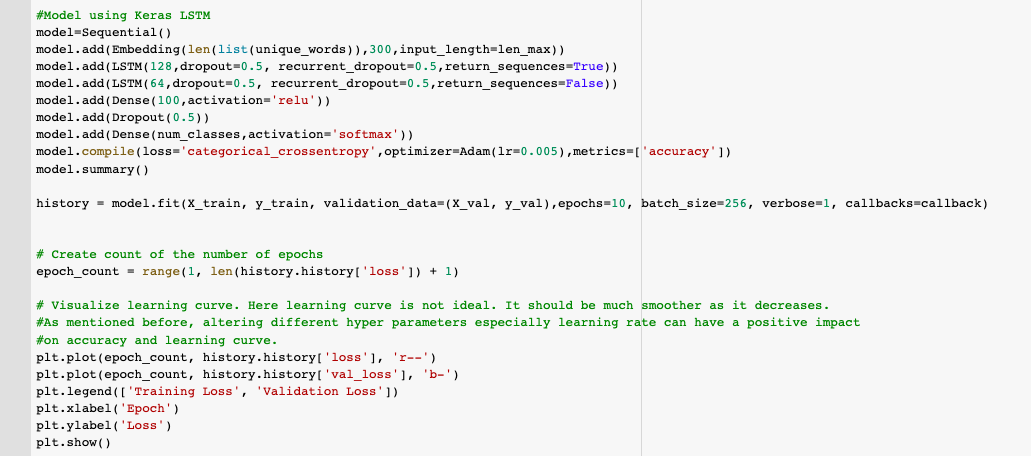 #Model using Keras LSTM
model=Sequential()
model.add(Embedding(len(list(unique_words)),300,input_length=len_max))
model.add(LSTM(128,dropout=0.5, recurrent_dropout=0.5,return_sequences=True))
model.add(LSTM(64,dropout=0.5, recurrent_dropout=0.5,return_sequences=False))
model.add(Dense(100,activation='relu'))
model.add(Dropout(0.5))
model.add(Dense(num_classes,activation='softmax'))
model.compile(loss='categorical_crossentropy',optimizer=Adam(lr=0.005),metrics=['accuracy'])
model.summary()
history = model.fit(X_train, y_train, validation_data=(X_val, y_val),epochs=10, batch_size=256, verbose=1, callbacks=callback)
# Create count of the number of epochs
epoch_count = range(1, len(history.history['loss']) + 1)
# Visualize learning curve. Here learning curve is not ideal. It should be much smoother as it decreases.
#As mentioned before, altering different hyper parameters especially learning rate can have a positive impact
#on accuracy and learning curve.
plt.plot(epoch_count, history.history['loss'], 'r--')
plt.plot(epoch_count, history.history['val_loss'], 'b-')
plt.legend(['Training Loss', 'Validation Loss'])
plt.xlabel('Epoch')
plt.ylabel('Loss')
plt.show()